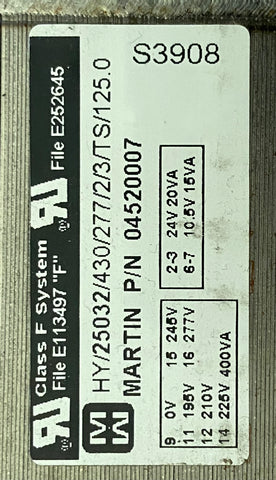 S3908
Class F System
File E113497 "F" File E252645
HY/25032/430/277/2/3/TS/125.0
MARTIN P/N 04520007
2-3 24V 20VA
6-7 10.5V 15VA
9 0V 15 245V
11 195V 16 277V
12 210V
14 225V 400VA